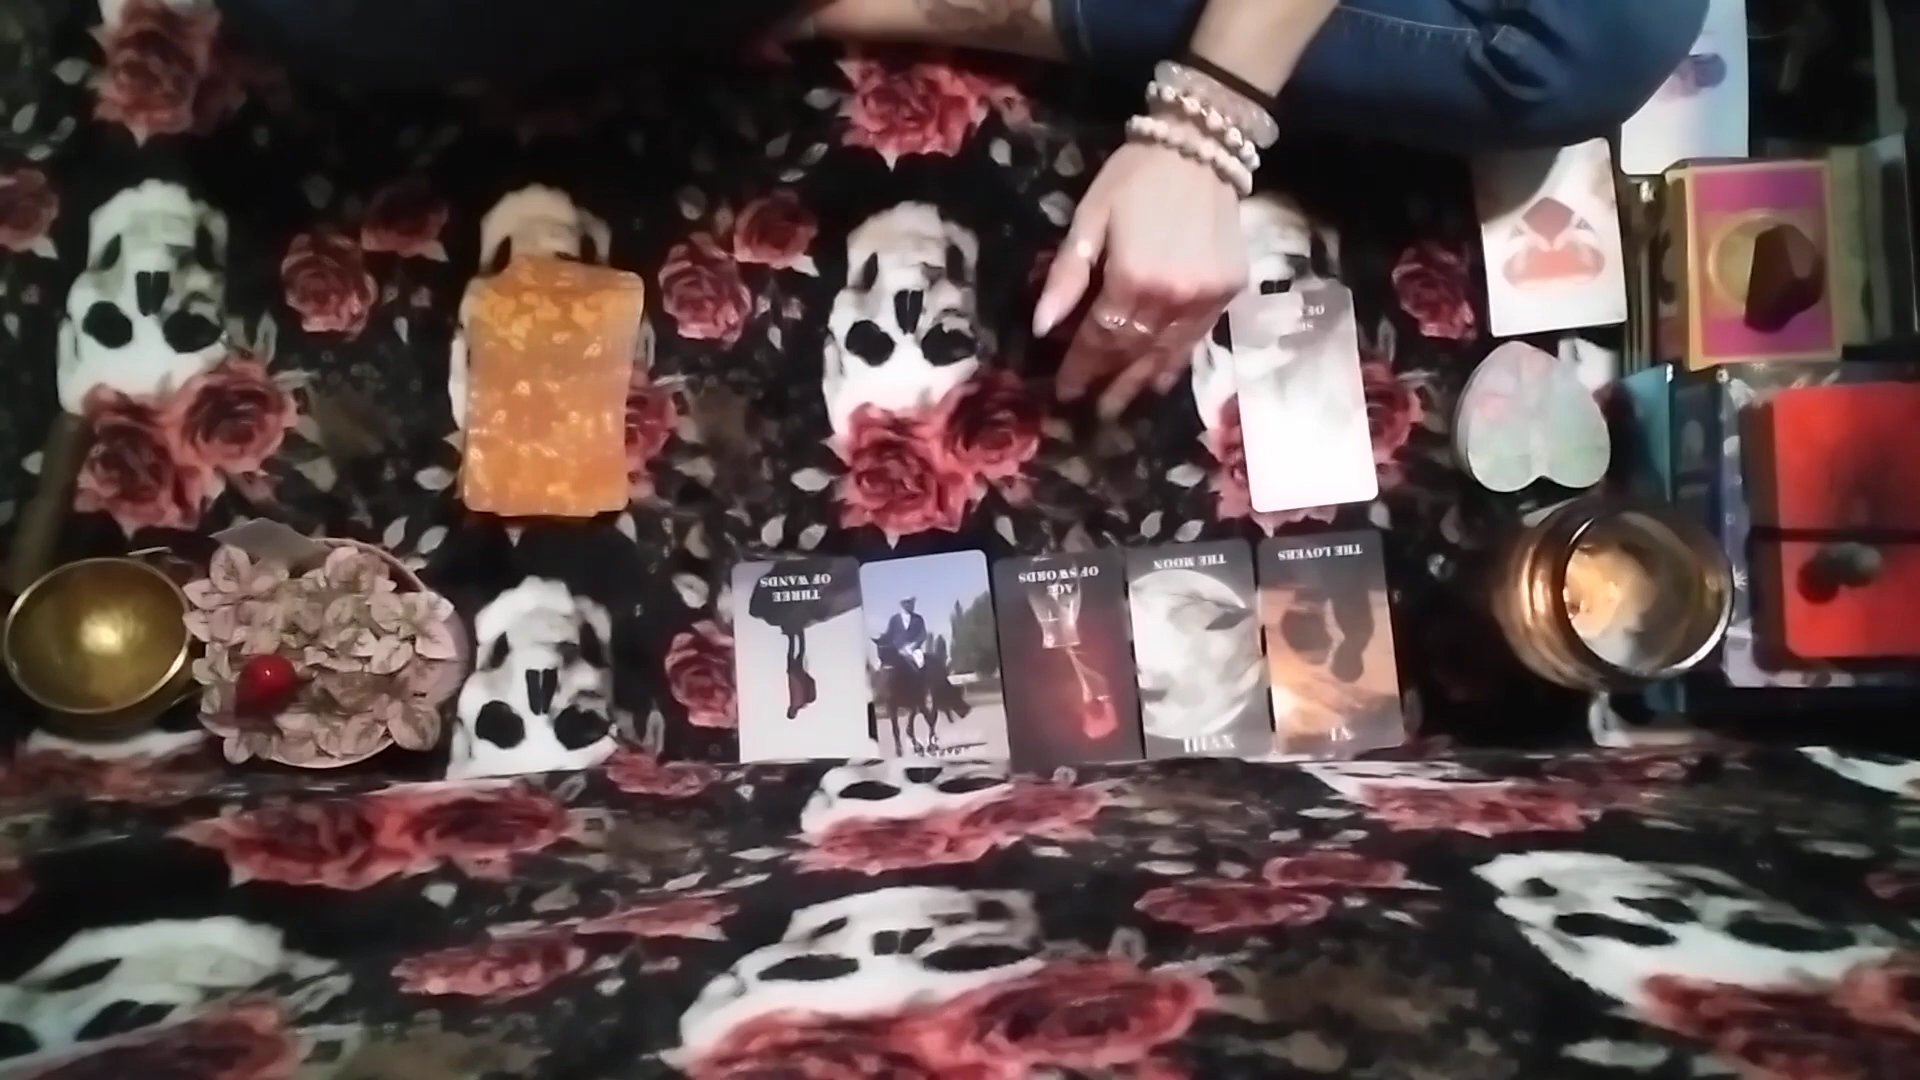 THREE
OF WANDS
ACE
OF SWORDS
THE MOON
XVIII
THE LOVERS
VI